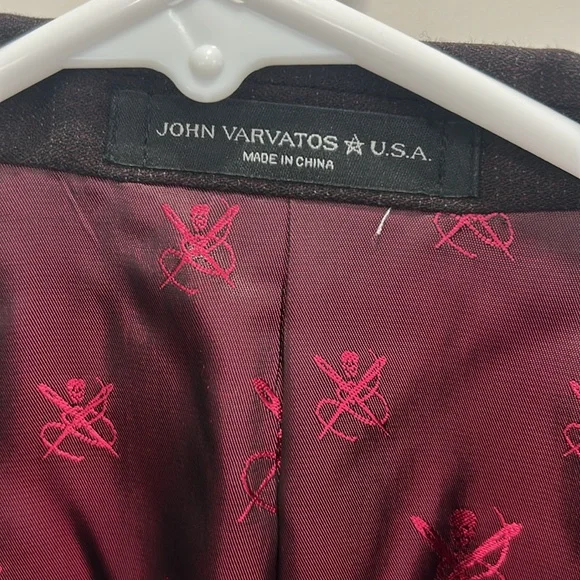 JOHN VARVATOS ☆ U.S.A.
MADE IN CHINA